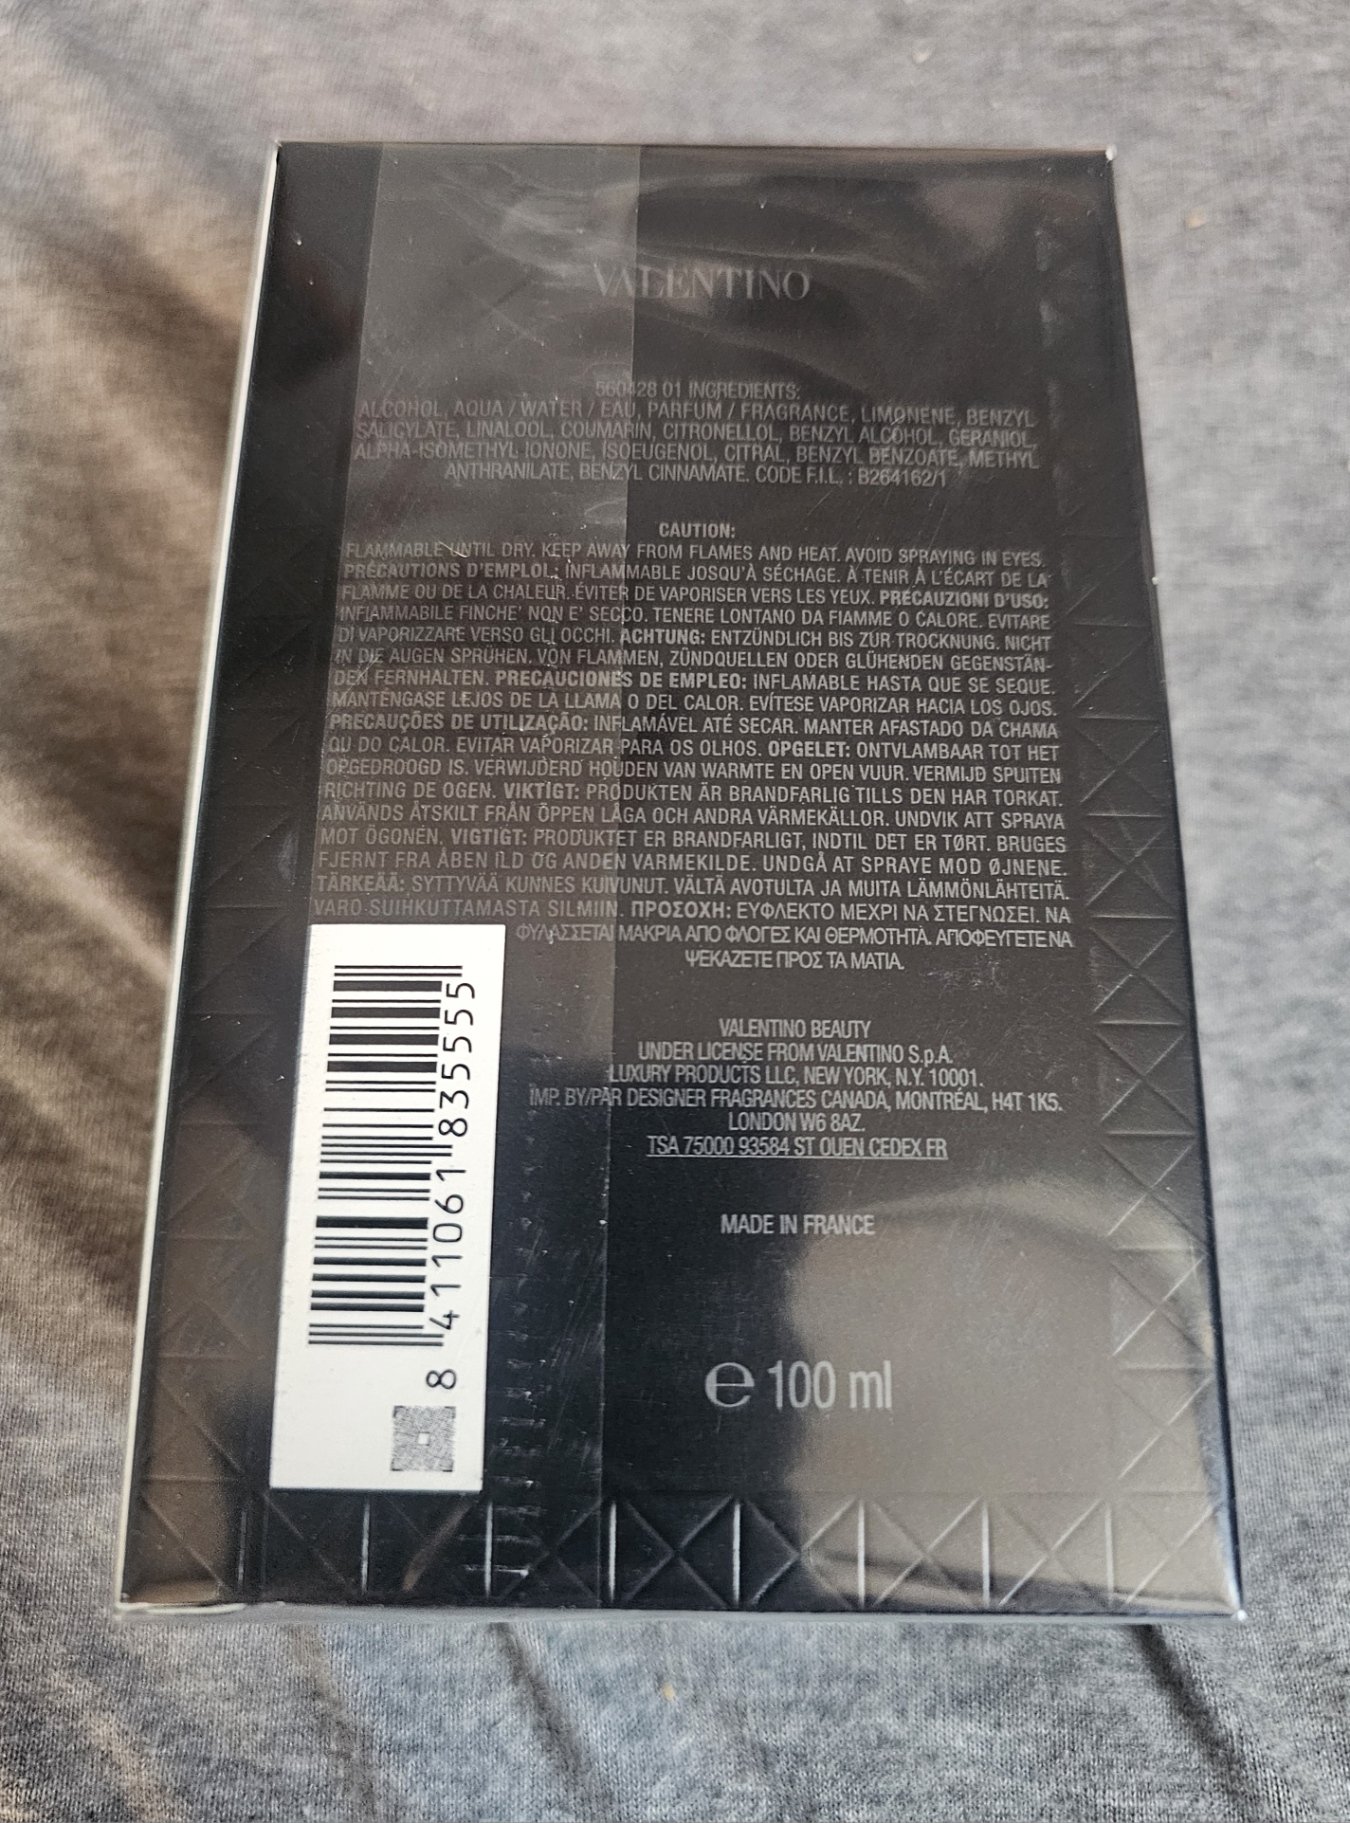 VALENTINO
560428 01 INGREDIENTS:
ALCOHOL, AQUA / WATER / EAU, PARFUM / FRAGRANCE, LIMONENE, BENZYL
SALICYLATE, LINALOOL, COUMARIN, CITRONELLOL, BENZYL ALCOHOL, GERANIOL,
ALPHA-ISOMETHYL IONONE, ISOEUGENOL, CITRAL, BENZYL BENZOATE, METHYL
ANTHRANILATE, BENZYL CINNAMATE. CODE F.I.L. : B264162/1
CAUTION:
FLAMMABLE UNTIL DRY. KEEP AWAY FROM FLAMES AND HEAT. AVOID SPRAYING IN EYES.
PRÉCAUTIONS D'EMPLOI: INFLAMMABLE JOSQU'À SÉCHAGE. À TENIR À L'ÉCART DE LA
FLAMME OU DE LA CHALEUR. ÉVITER DE VAPORISER VERS LES YEUX. PRECAUZIONI D'USO:
INFIAMMABILE FINCHE' NON E' SECCO. TENERE LONTANO DA FIAMME O CALORE. EVITARE
DI VAPORIZZARE VERSO GLI OCCHI. ACHTUNG: ENTZÜNDLICH BIS ZUR TROCKNUNG. NICHT
IN DIE AUGEN SPRÜHEN. VON FLAMMEN, ZÜNDQUELLEN ODER GLÜHENDEN GEGENSTÄN-
DEN FERNHALTEN. PRECAUCIONES DE EMPLEO: INFLAMABLE HASTA QUE SE SEQUE.
MANTÉNGASE LEJOS DE LA LLAMA O DEL CALOR. EVÍTESE VAPORIZAR HACIA LOS OJOS.
PRECAUÇÕES DE UTILIZAÇÃO: INFLAMÁVEL ATÉ SECAR. MANTER AFASTADO DA CHAMA
OU DO CALOR. EVITAR VAPORIZAR PARA OS OLHOS. OPGELET: ONTVLAMBAAR TOT HET
OPGEDROOGD IS. VERWIJDERD HOUDEN VAN WARMTE EN OPEN VUUR. VERMIJD SPUITEN
RICHTING DE OGEN. VIKTIGT: PRODUKTEN ÄR BRANDFARLIG TILLS DEN HAR TORKAT.
ANVÄNDS ÅTSKILT FRÅN ÖPPEN LÅGA OCH ANDRA VÄRMEKÄLLOR. UNDVIK ATT SPRAYA
MOT ÖGONEN. VIGTIGT: PRODUKTET ER BRANDFARLIGT, INDTIL DET ER TØRT. BRUGES
FJERNT FRA ÅBEN ILD OG ANDEN VARMEKILDE. UNDGÅ AT SPRAYE MOD ØJNENE.
TÄRKEÄÄ: SYTTYVÄÄ KUNNES KUIVUNUT. VÄLTÄ AVOTULTA JA MUITA LÄMMÖNLÄHTEITÄ.
VARO SUIHKUTTAMASTA SILMIIN. ΠΡΟΣΟΧΗ: ΕΥΦΛΕΚΤΟ ΜΕΧΡΙ ΝΑ ΣΤΕΓΝΩΣΕΙ. ΝΑ
ΦΥΛΑΣΣΕΤΑΙ ΜΑΚΡΙΑ ΑΠΟ ΦΛΟΓΕΣ ΚΑΙ ΘΕΡΜΟΤΗΤΑ. ΑΠΟΦΕΥΓΕΤΕ ΝΑ
ΨΕΚΑΖΕΤΕ ΠΡΟΣ ΤΑ ΜΑΤΙΑ.
VALENTINO BEAUTY
UNDER LICENSE FROM VALENTINO S.p.A.
LUXURY PRODUCTS LLC, NEW YORK, N.Y. 10001.
IMP. BY/PAR DESIGNER FRAGRANCES CANADA, MONTRÉAL, H4T 1K5.
LONDON W6 8AZ.
TSA 75000 93584 ST OUEN CEDEX FR
MADE IN FRANCE
℮ 100 ml
8 411061 835555